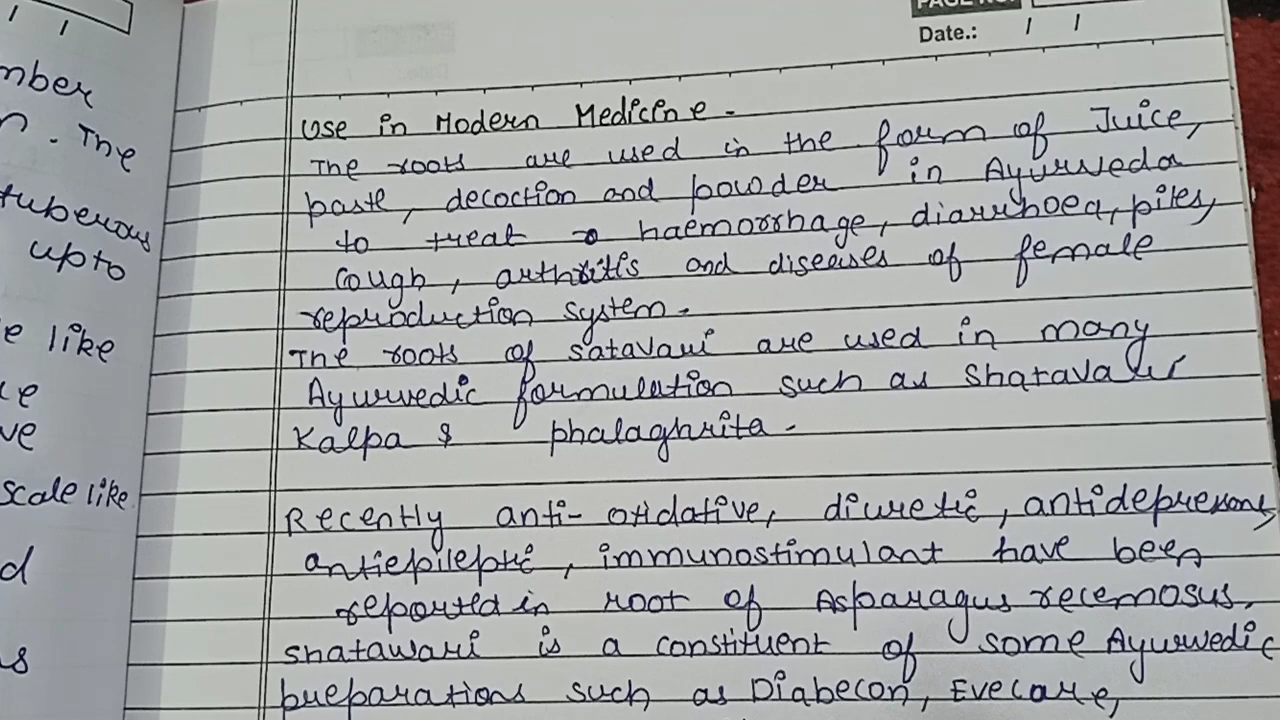 PAGE NO.
Date.: / /
Use in Modern Medicine.
The roots are used in the form of Juice,
paste, decoction and powder in Ayurveda
to treat haemorrhage, diarrhoea, piles,
cough, arthritis and diseases of female
reproduction system.
The roots of satavari are used in many
Ayurvedic formulation such as Shatavari
Kalpa & phalaghrita.
Recently anti-oxidative, diuretic, antidepressant,
antiepileptic, immunostimulant have been
reported in root of Asparagus recemosus.
shatawari is a constituent of some Ayurvedic
preparations such as Diabecon, Evecare,
mber
n. The
tuberous
upto
e like
ce
ve
scale like
d
s